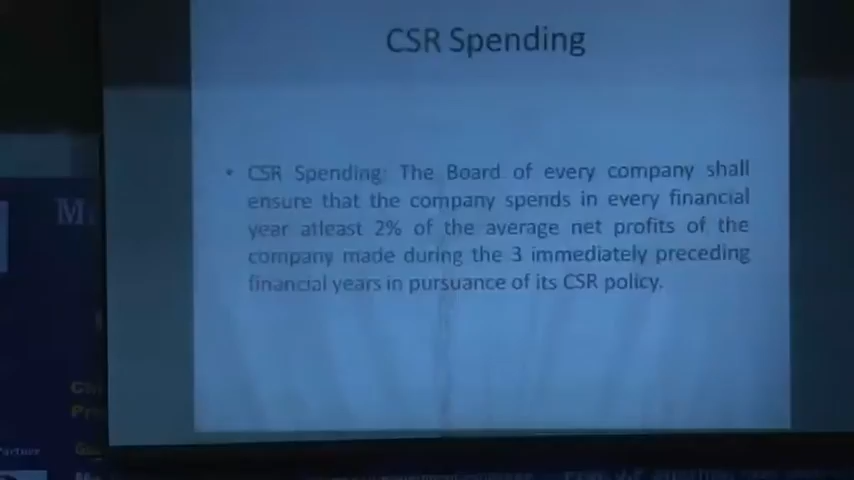 CSR Spending
• CSR Spending: The Board of every company shall
ensure that the company spends in every financial
year atleast 2% of the average net profits of the
company made during the 3 immediately preceding
financial years in pursuance of its CSR policy.